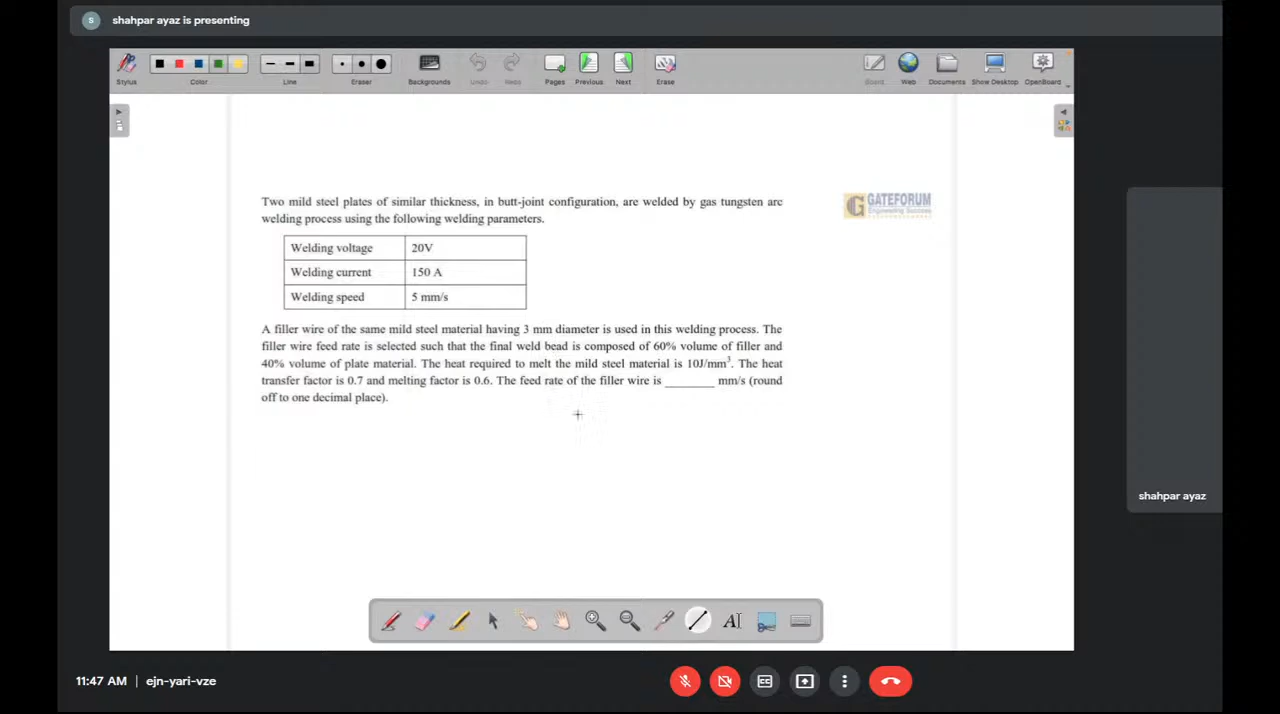 S shahpar ayaz is presenting
Stylus Color Line Eraser Backgrounds Undo Redo Pages Previous Next Erase Board Web Documents Show Desktop OpenBoard
GATEFORUM
Engineering Success
Two mild steel plates of similar thickness, in butt-joint configuration, are welded by gas tungsten arc
welding process using the following welding parameters.
Welding voltage 20V
Welding current 150 A
Welding speed 5 mm/s
A filler wire of the same mild steel material having 3 mm diameter is used in this welding process. The
filler wire feed rate is selected such that the final weld bead is composed of 60% volume of filler and
40% volume of plate material. The heat required to melt the mild steel material is 10J/mm³. The heat
transfer factor is 0.7 and melting factor is 0.6. The feed rate of the filler wire is ________ mm/s (round
off to one decimal place).
shahpar ayaz
AI
CC
11:47 AM | ejn-yari-vze